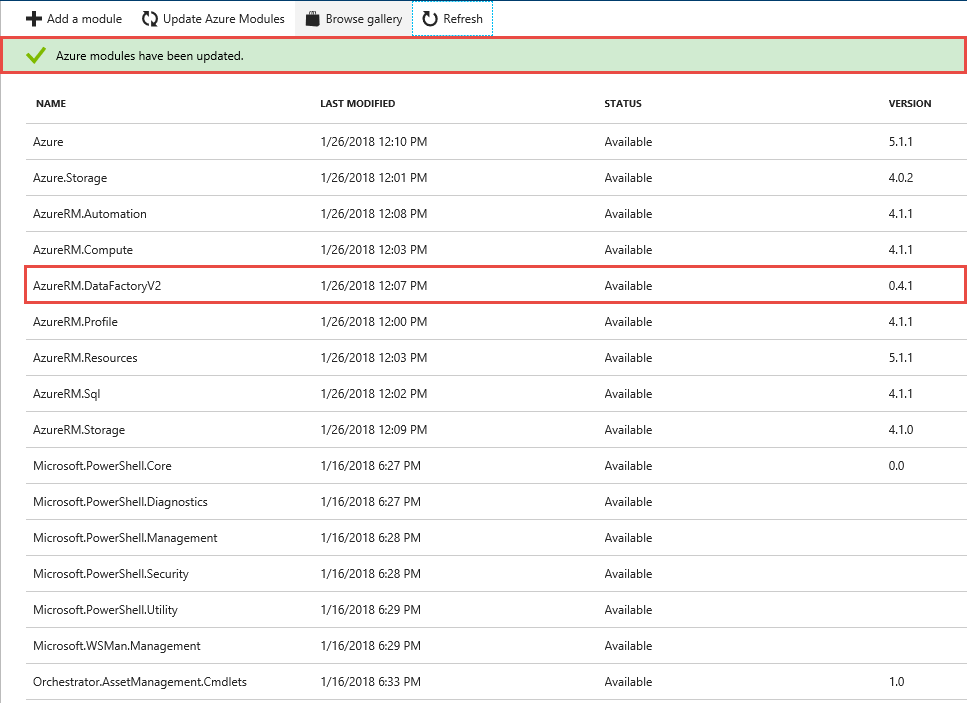 Add a module Update Azure Modules Browse gallery Refresh
Azure modules have been updated.
NAME LAST MODIFIED STATUS VERSION
Azure 1/26/2018 12:10 PM Available 5.1.1
Azure.Storage 1/26/2018 12:01 PM Available 4.0.2
AzureRM.Automation 1/26/2018 12:08 PM Available 4.1.1
AzureRM.Compute 1/26/2018 12:03 PM Available 4.1.1
AzureRM.DataFactoryV2 1/26/2018 12:07 PM Available 0.4.1
AzureRM.Profile 1/26/2018 12:00 PM Available 4.1.1
AzureRM.Resources 1/26/2018 12:03 PM Available 5.1.1
AzureRM.Sql 1/26/2018 12:02 PM Available 4.1.1
AzureRM.Storage 1/26/2018 12:09 PM Available 4.1.0
Microsoft.PowerShell.Core 1/16/2018 6:27 PM Available 0.0
Microsoft.PowerShell.Diagnostics 1/16/2018 6:27 PM Available
Microsoft.PowerShell.Management 1/16/2018 6:28 PM Available
Microsoft.PowerShell.Security 1/16/2018 6:28 PM Available
Microsoft.PowerShell.Utility 1/16/2018 6:29 PM Available
Microsoft.WSMan.Management 1/16/2018 6:29 PM Available
Orchestrator.AssetManagement.Cmdlets 1/16/2018 6:33 PM Available 1.0